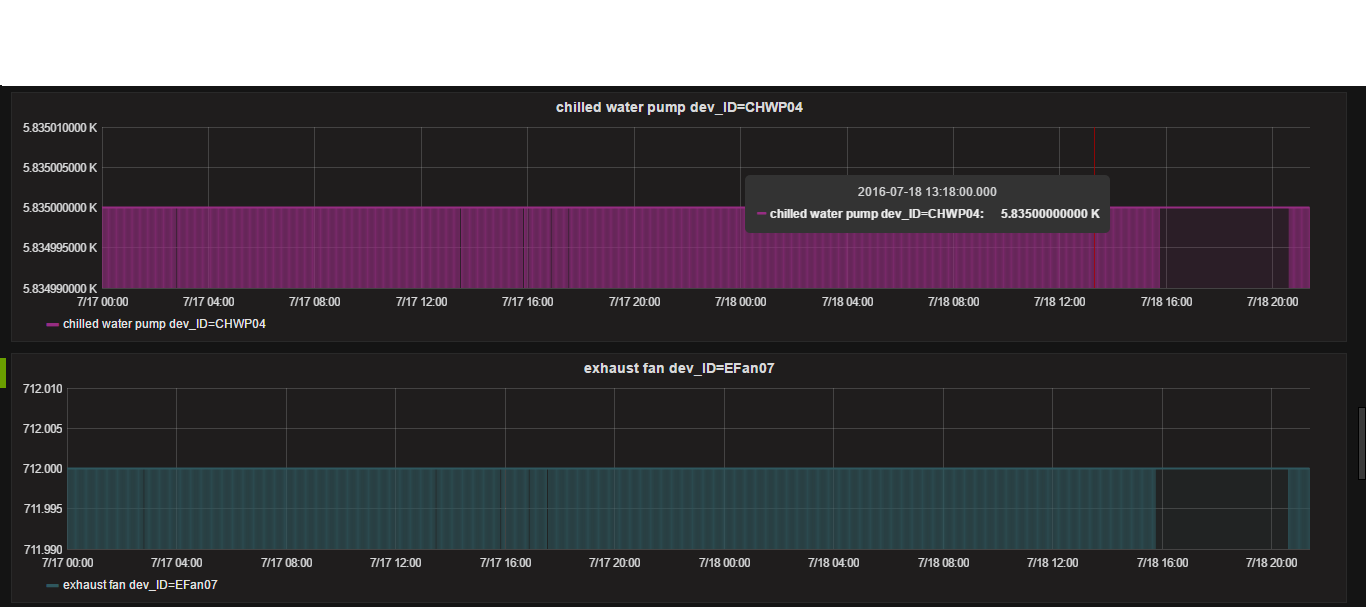 chilled water pump dev_ID=CHWP04
5.835010000 K
5.835005000 K
5.835000000 K
5.834995000 K
5.834990000 K
2016-07-18 13:18:00.000
chilled water pump dev_ID=CHWP04: 5.83500000000 K
7/17 00:00 7/17 04:00 7/17 08:00 7/17 12:00 7/17 16:00 7/17 20:00 7/18 00:00 7/18 04:00 7/18 08:00 7/18 12:00 7/18 16:00 7/18 20:00
chilled water pump dev_ID=CHWP04
exhaust fan dev_ID=EFan07
712.010
712.005
712.000
711.995
711.990
7/17 00:00 7/17 04:00 7/17 08:00 7/17 12:00 7/17 16:00 7/17 20:00 7/18 00:00 7/18 04:00 7/18 08:00 7/18 12:00 7/18 16:00 7/18 20:00
exhaust fan dev_ID=EFan07